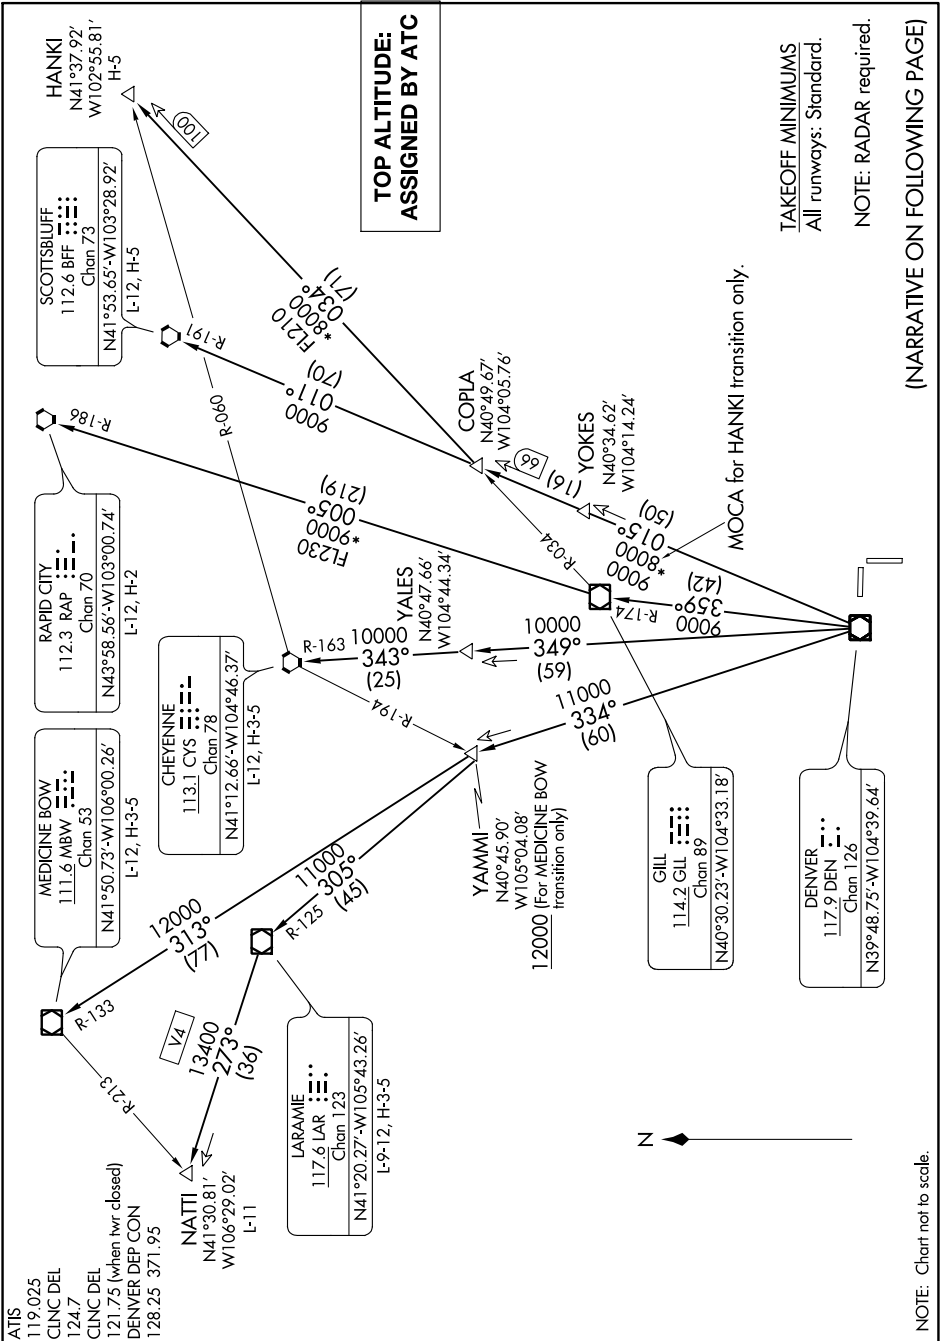 ATIS
119.025
CLNC DEL
124.7
CLNC DEL
121.75 (when twr closed)
DENVER DEP CON
128.25 371.95
TOP ALTITUDE:
ASSIGNED BY ATC
HANKI
N41°37.92'
W102°55.81'
H-5
SCOTTSBLUFF
112.6 BFF
Chan 73
N41°53.65'-W103°28.92'
L-12, H-5
RAPID CITY
112.3 RAP
Chan 70
N43°58.56'-W103°00.74'
L-12, H-2
MEDICINE BOW
111.6 MBW
Chan 53
N41°50.73'-W106°00.26'
L-12, H-3-5
CHEYENNE
113.1 CYS
Chan 78
N41°12.66'-W104°46.37'
L-12, H-3-5
LARAMIE
117.6 LAR
Chan 123
N41°20.27'-W105°43.26'
L-9-12, H-3-5
NATTI
N41°30.81'
W106°29.02'
L-11
YAMMI
N40°45.90'
W105°04.08'
12000 (For MEDICINE BOW
transition only)
YALES
N40°47.66'
W104°44.34'
COPLA
N40°49.67'
W104°05.76'
YOKES
N40°34.62'
W104°14.24'
GILL
114.2 GLL
Chan 89
N40°30.23'-W104°33.18'
DENVER
117.9 DEN
Chan 126
N39°48.75'-W104°39.64'
R-133
R-213
R-125
R-194
R-163
R-060
R-186
R-191
R-034
R-174
V4
13400
273°
(36)
12000
313°
(77)
11000
305°
(45)
11000
334°
(60)
10000
343°
(25)
10000
346°
(59)
9000
359°
(42)
FL230
*9000
005°
(219)
9000
*8000
015°
(50)
(16)
66
9000
011°
(70)
FL210
*8000
034°
(71)
100
MOCA for HANKI transition only.
N
TAKEOFF MINIMUMS
All runways: Standard.
NOTE: RADAR required.
(NARRATIVE ON FOLLOWING PAGE)
NOTE: Chart not to scale.